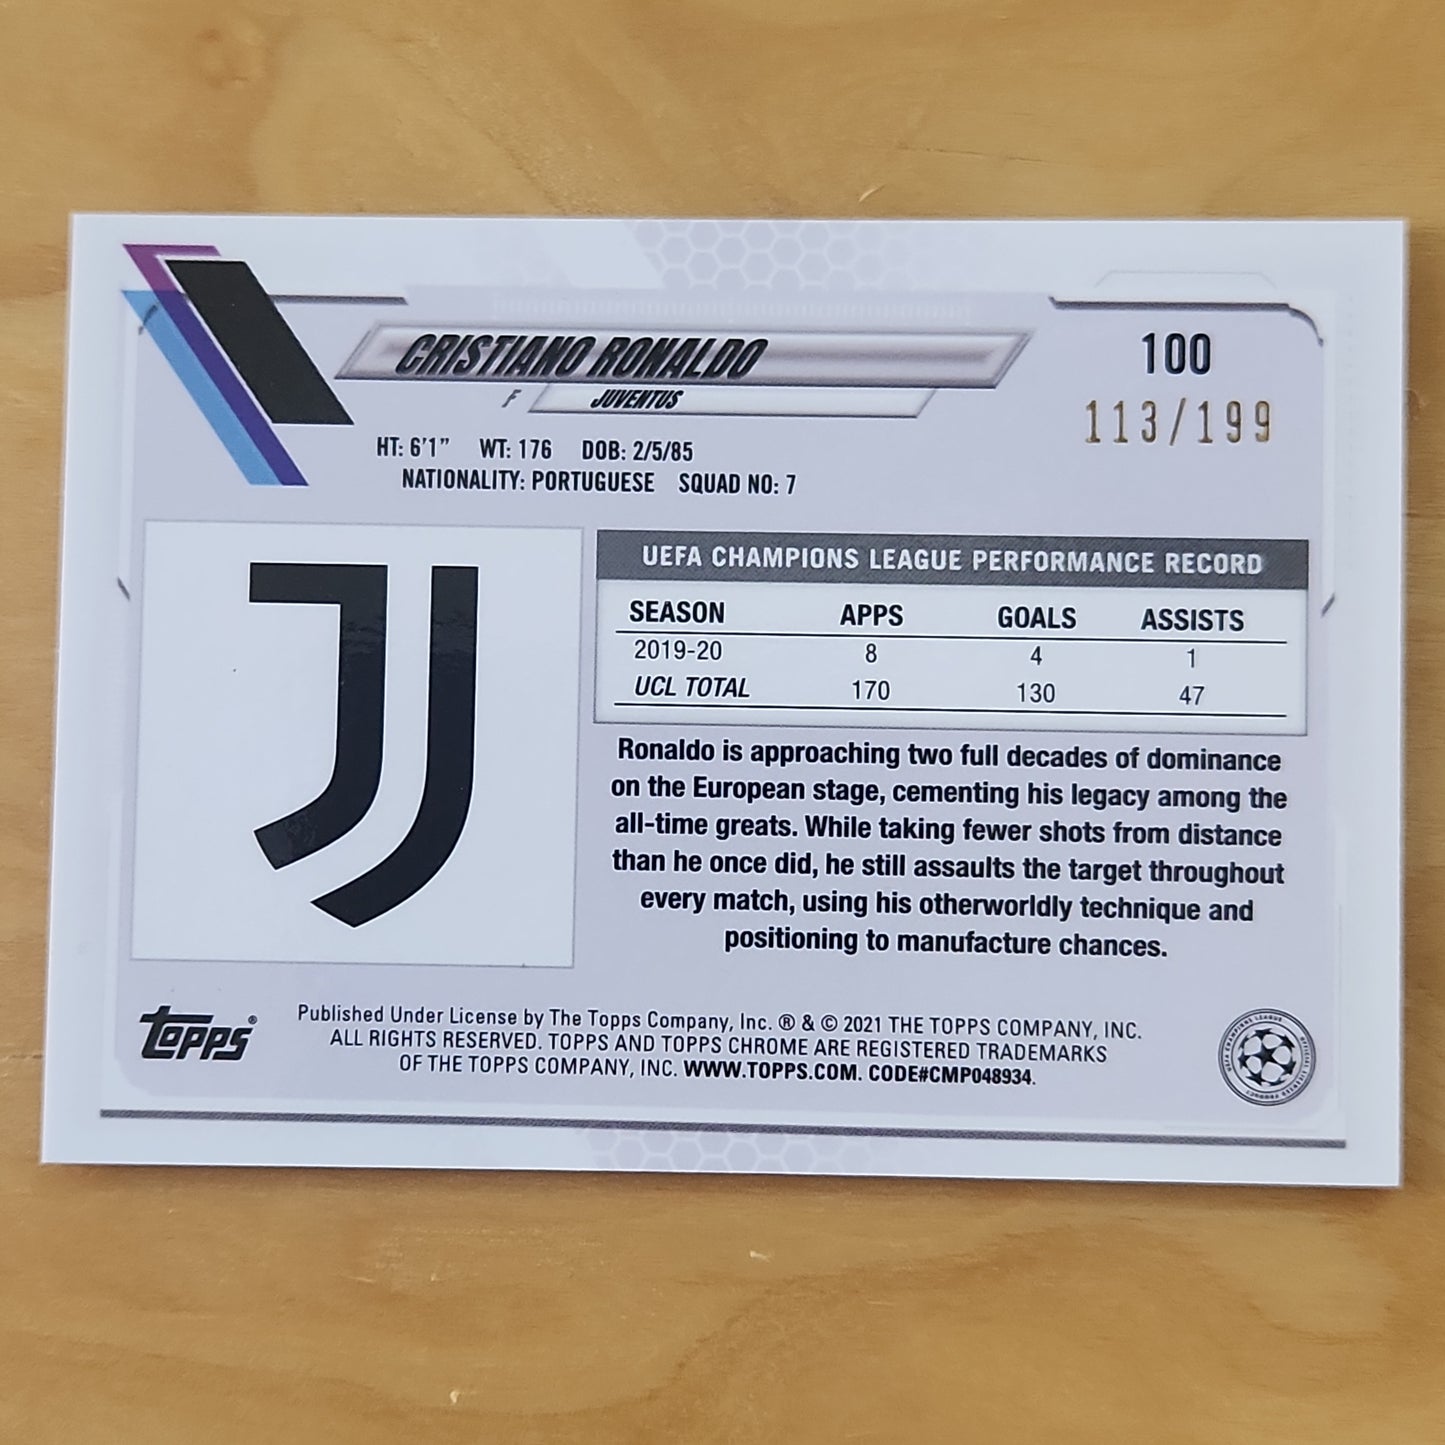 CRISTIANO RONALDO
F JUVENTUS
100
113/199
HT: 6'1" WT: 176 DOB: 2/5/85
NATIONALITY: PORTUGUESE SQUAD NO: 7
UEFA CHAMPIONS LEAGUE PERFORMANCE RECORD
SEASON APPS GOALS ASSISTS
2019-20 8 4 1
UCL TOTAL 170 130 47
Ronaldo is approaching two full decades of dominance
on the European stage, cementing his legacy among the
all-time greats. While taking fewer shots from distance
than he once did, he still assaults the target throughout
every match, using his otherworldly technique and
positioning to manufacture chances.
topps®
Published Under License by The Topps Company, Inc. ® & © 2021 THE TOPPS COMPANY, INC.
ALL RIGHTS RESERVED. TOPPS AND TOPPS CHROME ARE REGISTERED TRADEMARKS
OF THE TOPPS COMPANY, INC. WWW.TOPPS.COM. CODE#CMP048934.
UEFA CHAMPIONS LEAGUE